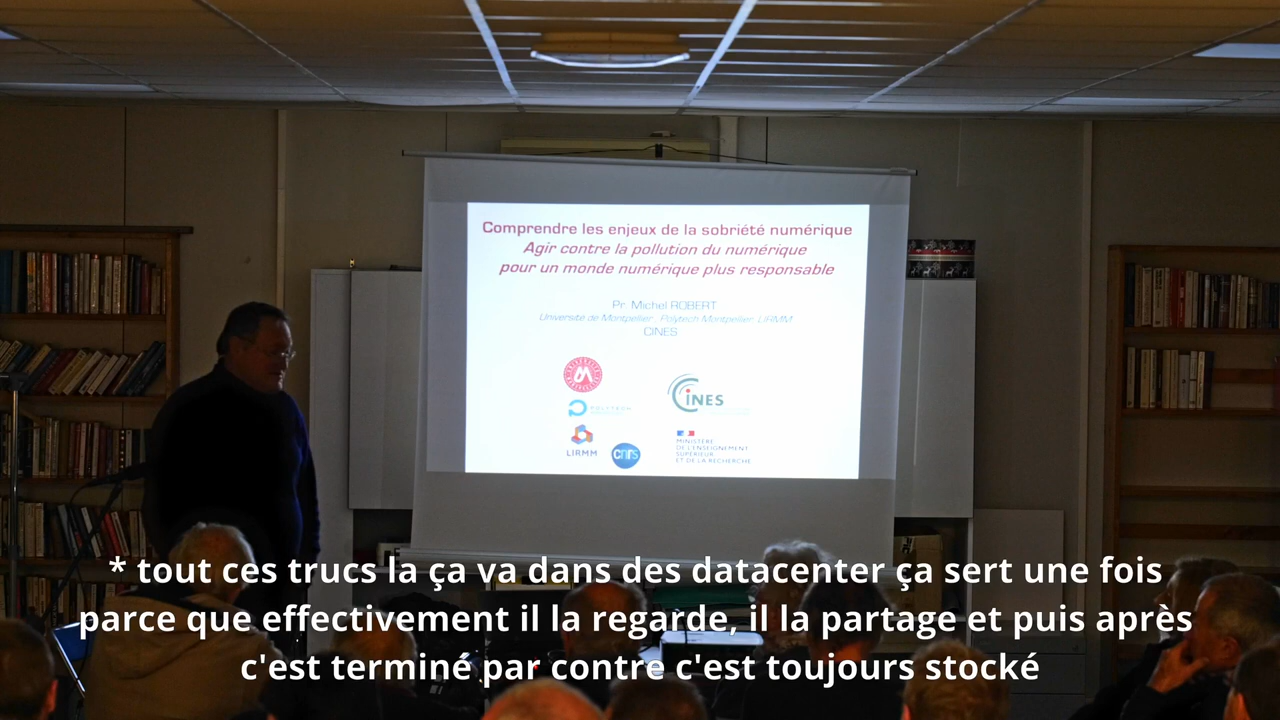 Comprendre les enjeux de la sobriété numérique
Agir contre la pollution du numérique
pour un monde numérique plus responsable
Pr. Michel ROBERT
Université de Montpellier, Polytech Montpellier, LIRMM
CINES
CINES
POLYTECH
LIRMM
cnrs
MINISTÈRE
DE L'ENSEIGNEMENT
SUPÉRIEUR
ET DE LA RECHERCHE
* tout ces trucs la ça va dans des datacenter ça sert une fois
parce que effectivement il la regarde, il la partage et puis après
c'est terminé par contre c'est toujours stocké